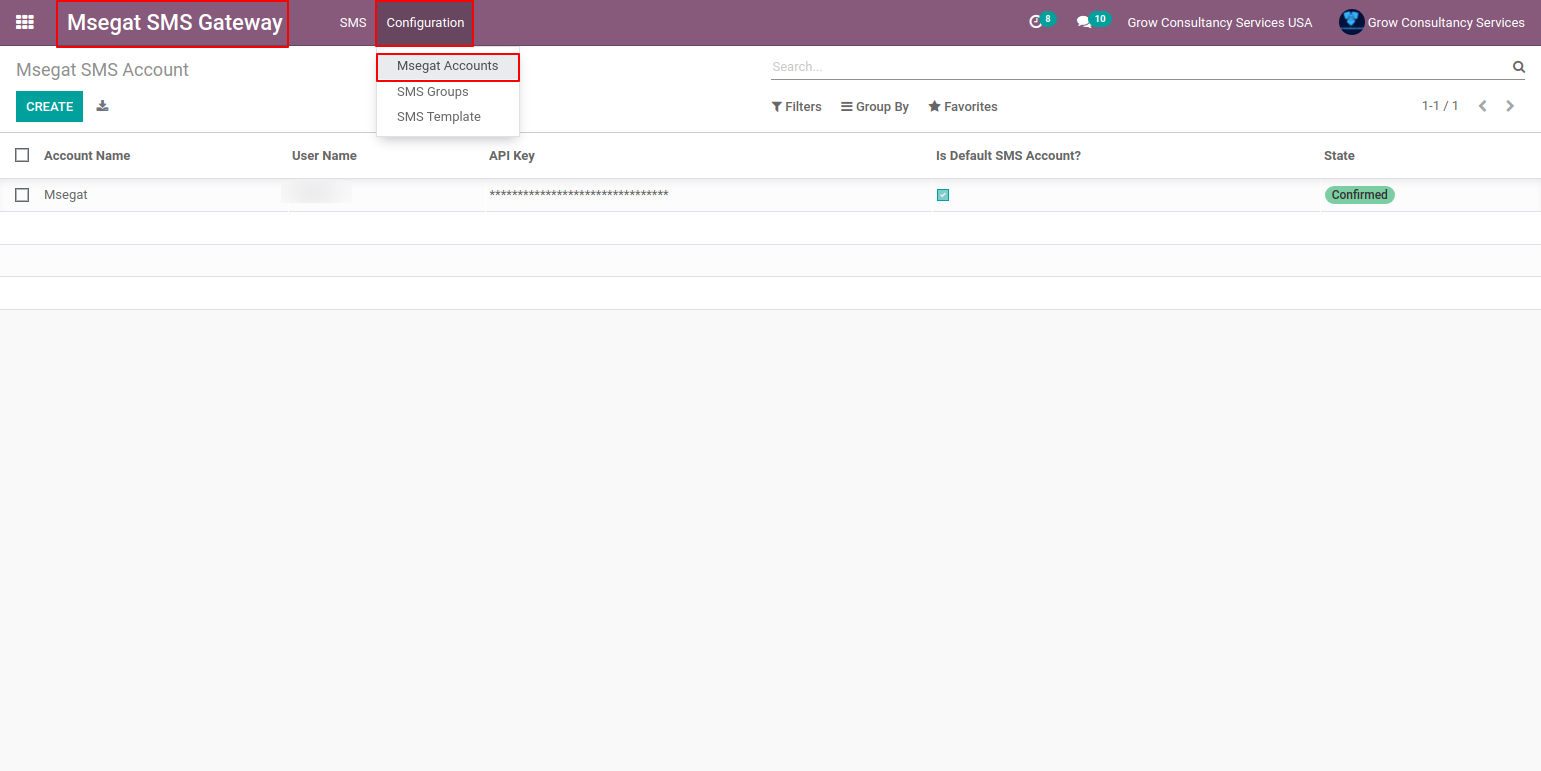 Msegat SMS Gateway SMS Configuration 8 10 Grow Consultancy Services USA Grow Consultancy Services
Msegat SMS Account Msegat Accounts Search...
SMS Groups
CREATE Filters Group By Favorites 1-1 / 1
SMS Template
Account Name User Name API Key Is Default SMS Account? State
Msegat ******************************** Confirmed